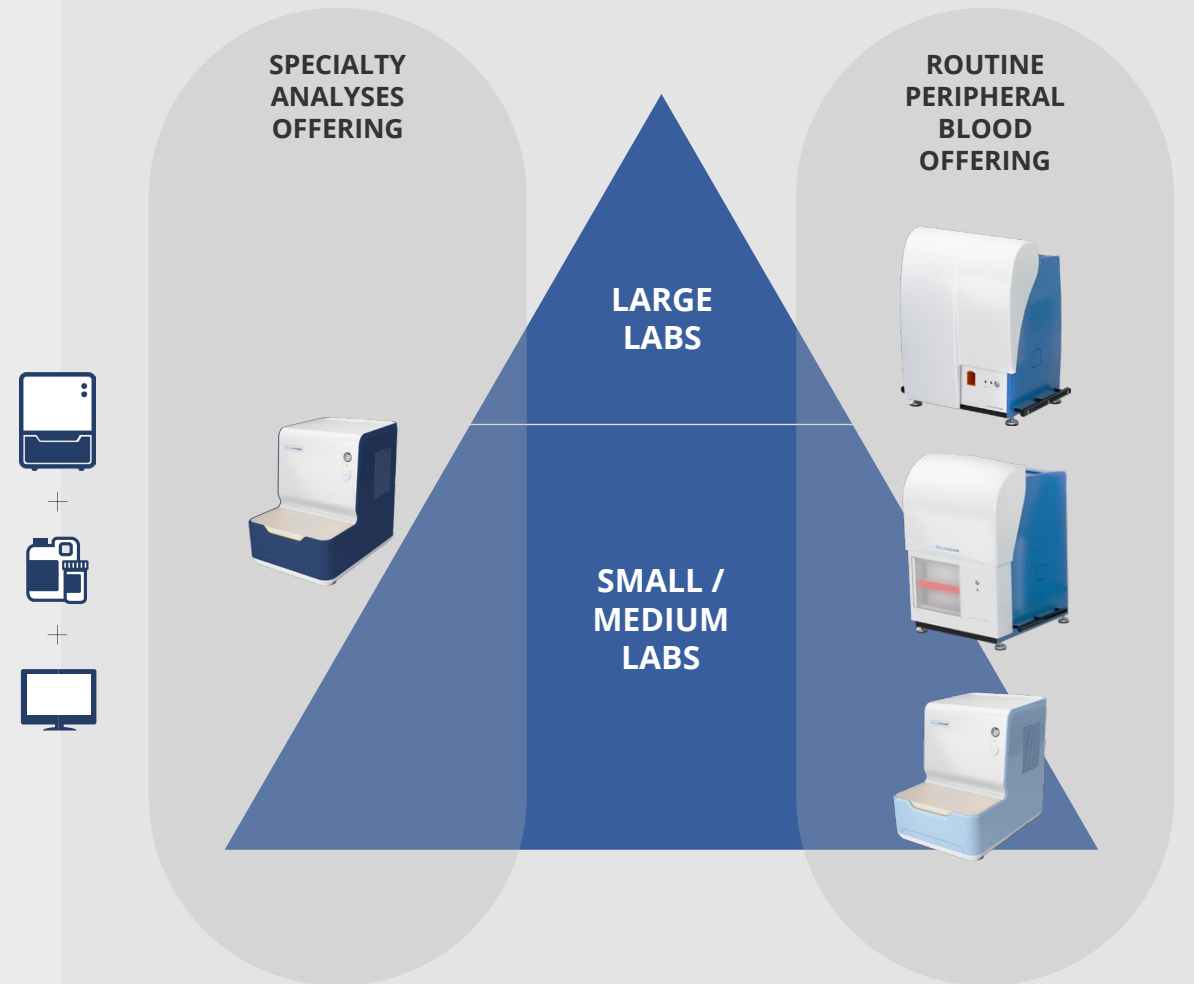 SPECIALTY
ANALYSES
OFFERING
ROUTINE
PERIPHERAL
BLOOD
OFFERING
LARGE
LABS
SMALL /
MEDIUM
LABS